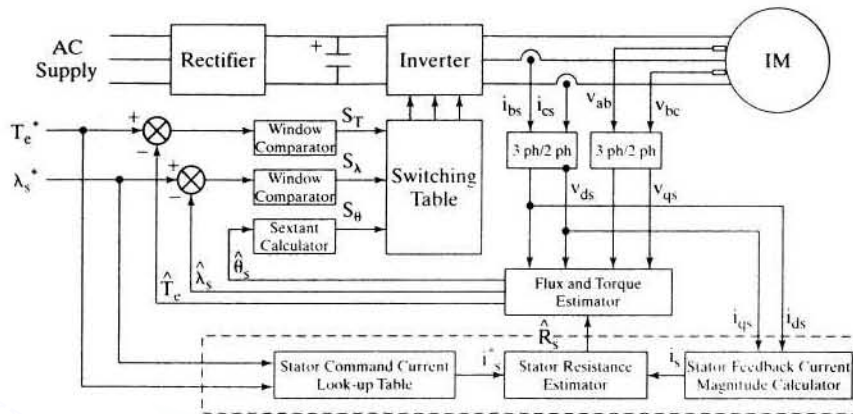 AC
Supply
Rectifier
+
Inverter
IM
i_bs
i_cs
v_ab
v_bc
T_e*
+
−
Window
Comparator
S_T
λ_s*
+
−
Window
Comparator
S_λ
Switching
Table
3 ph/2 ph
3 ph/2 ph
v_ds
v_qs
Sextant
Calculator
S_θ
θ̂_s
λ̂_s
T̂_e
Flux and Torque
Estimator
i_qs
i_ds
R̂_s
Stator Command Current
Look-up Table
i*_s
Stator Resistance
Estimator
i_s
Stator Feedback Current
Magnitude Calculator